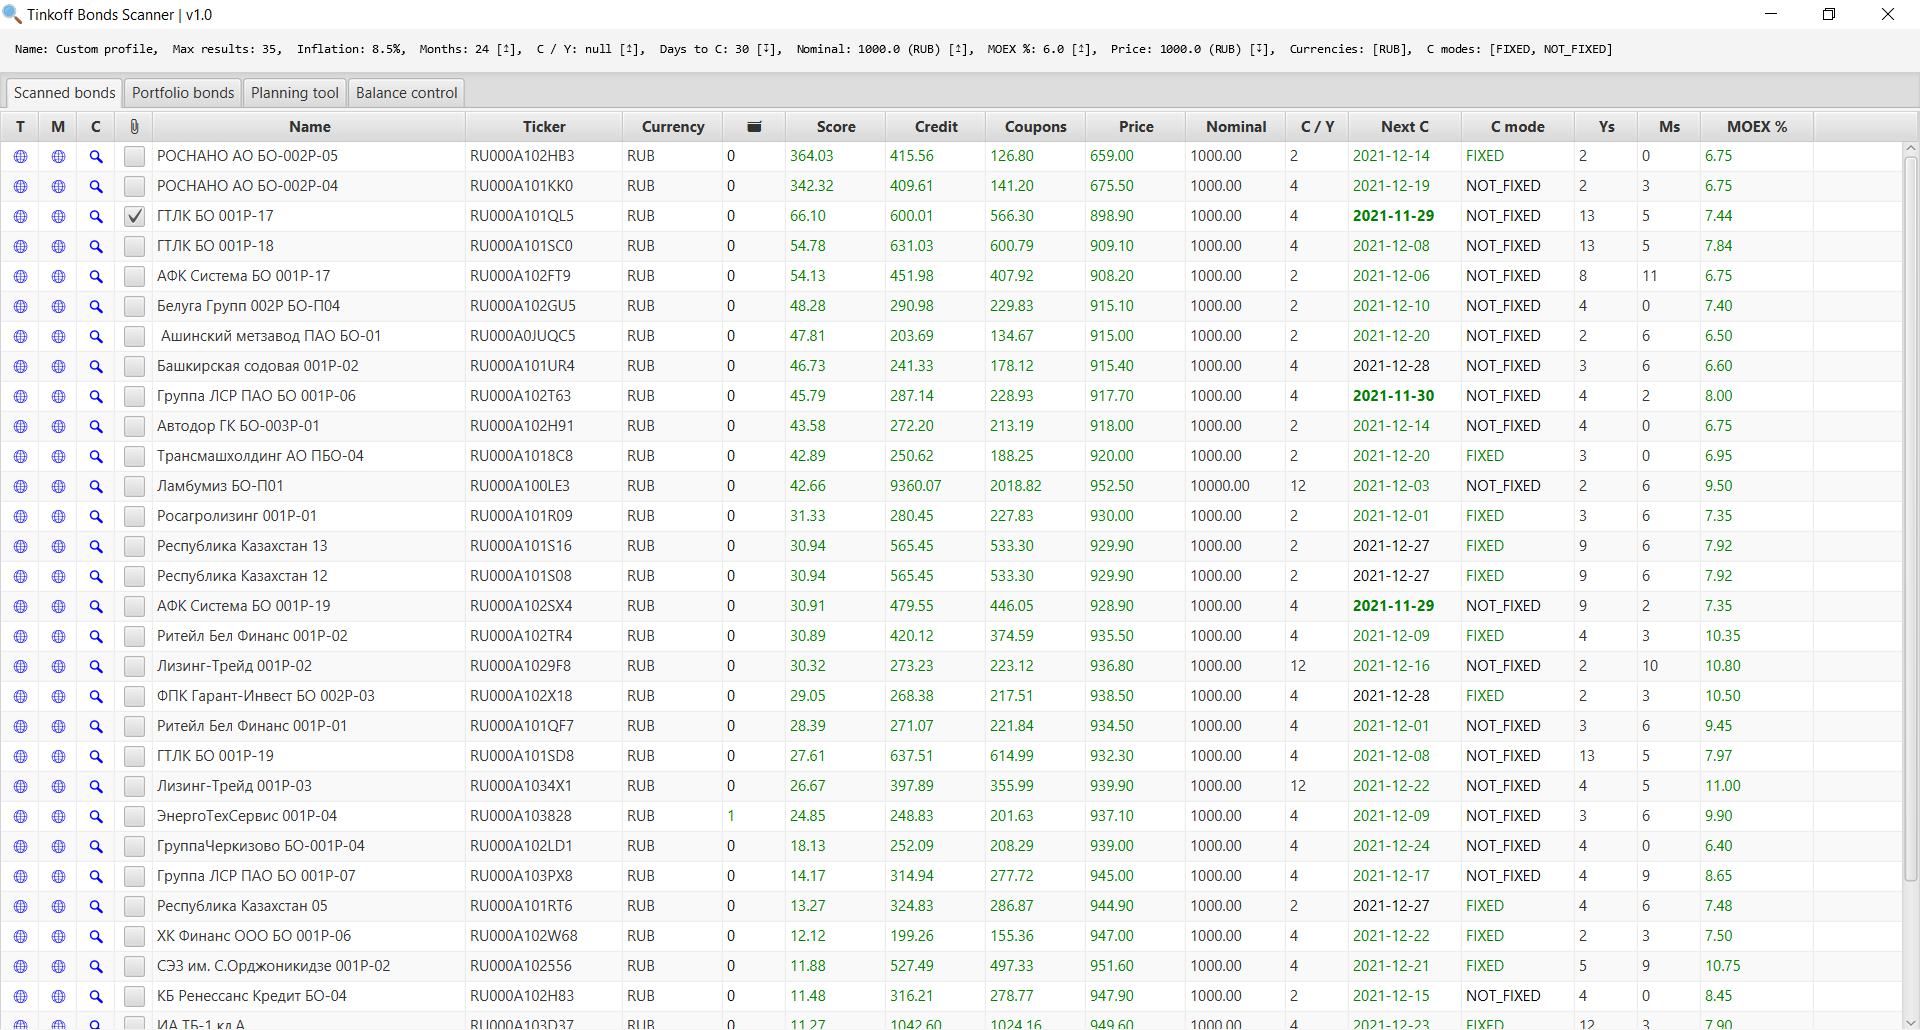 Tinkoff Bonds Scanner | v1.0
Name: Custom profile, Max results: 35, Inflation: 8.5%, Months: 24 [↥], C / Y: null [↥], Days to C: 30 [↧], Nominal: 1000.0 (RUB) [↥], MOEX %: 6.0 [↥], Price: 1000.0 (RUB) [↧], Currencies: [RUB], C modes: [FIXED, NOT_FIXED]
Scanned bonds Portfolio bonds Planning tool Balance control
T M C Name Ticker Currency Score Credit Coupons Price Nominal C / Y Next C C mode Ys Ms MOEX %
РОСНАНО АО БО-002Р-05 RU000A102HB3 RUB 0 364.03 415.56 126.80 659.00 1000.00 2 2021-12-14 FIXED 2 0 6.75
РОСНАНО АО БО-002Р-04 RU000A101KK0 RUB 0 342.32 409.61 141.20 675.50 1000.00 4 2021-12-19 NOT_FIXED 2 3 6.75
ГТЛК БО 001Р-17 RU000A101QL5 RUB 0 66.10 600.01 566.30 898.90 1000.00 4 2021-11-29 NOT_FIXED 13 5 7.44
ГТЛК БО 001Р-18 RU000A101SC0 RUB 0 54.78 631.03 600.79 909.10 1000.00 4 2021-12-08 NOT_FIXED 13 5 7.84
АФК Система БО 001Р-17 RU000A102FT9 RUB 0 54.13 451.98 407.92 908.20 1000.00 2 2021-12-06 NOT_FIXED 8 11 6.75
Белуга Групп 002Р БО-П04 RU000A102GU5 RUB 0 48.28 290.98 229.83 915.10 1000.00 2 2021-12-10 NOT_FIXED 4 0 7.40
Ашинский метзавод ПАО БО-01 RU000A0JUQC5 RUB 0 47.81 203.69 134.67 915.00 1000.00 2 2021-12-20 NOT_FIXED 2 6 6.50
Башкирская содовая 001Р-02 RU000A101UR4 RUB 0 46.73 241.33 178.12 915.40 1000.00 4 2021-12-28 NOT_FIXED 3 6 6.60
Группа ЛСР ПАО БО 001Р-06 RU000A102T63 RUB 0 45.79 287.14 228.93 917.70 1000.00 4 2021-11-30 NOT_FIXED 4 2 8.00
Автодор ГК БО-003Р-01 RU000A102H91 RUB 0 43.58 272.20 213.19 918.00 1000.00 2 2021-12-14 NOT_FIXED 4 0 6.75
Трансмашхолдинг АО ПБО-04 RU000A1018C8 RUB 0 42.89 250.62 188.25 920.00 1000.00 2 2021-12-20 FIXED 3 0 6.95
Ламбумиз БО-П01 RU000A100LE3 RUB 0 42.66 9360.07 2018.82 952.50 10000.00 12 2021-12-03 NOT_FIXED 2 6 9.50
Росагролизинг 001Р-01 RU000A101R09 RUB 0 31.33 280.45 227.83 930.00 1000.00 2 2021-12-01 FIXED 3 6 7.35
Республика Казахстан 13 RU000A101S16 RUB 0 30.94 565.45 533.30 929.90 1000.00 2 2021-12-27 FIXED 9 6 7.92
Республика Казахстан 12 RU000A101S08 RUB 0 30.94 565.45 533.30 929.90 1000.00 2 2021-12-27 FIXED 9 6 7.92
АФК Система БО 001Р-19 RU000A102SX4 RUB 0 30.91 479.55 446.05 928.90 1000.00 4 2021-11-29 NOT_FIXED 9 2 7.35
Ритейл Бел Финанс 001Р-02 RU000A102TR4 RUB 0 30.89 420.12 374.59 935.50 1000.00 4 2021-12-09 FIXED 4 3 10.35
Лизинг-Трейд 001Р-02 RU000A1029F8 RUB 0 30.32 273.23 223.12 936.80 1000.00 12 2021-12-16 NOT_FIXED 2 10 10.80
ФПК Гарант-Инвест БО 002Р-03 RU000A102X18 RUB 0 29.05 268.38 217.51 938.50 1000.00 4 2021-12-28 FIXED 2 3 10.50
Ритейл Бел Финанс 001Р-01 RU000A101QF7 RUB 0 28.39 271.07 221.84 934.50 1000.00 4 2021-12-01 NOT_FIXED 3 6 9.45
ГТЛК БО 001Р-19 RU000A101SD8 RUB 0 27.61 637.51 614.99 932.30 1000.00 4 2021-12-08 NOT_FIXED 13 5 7.97
Лизинг-Трейд 001Р-03 RU000A1034X1 RUB 0 26.67 397.89 355.99 939.90 1000.00 12 2021-12-22 NOT_FIXED 4 5 11.00
ЭнергоТехСервис 001Р-04 RU000A103828 RUB 1 24.85 248.83 201.63 937.10 1000.00 4 2021-12-09 NOT_FIXED 3 6 9.90
ГруппаЧеркизово БО-001Р-04 RU000A102LD1 RUB 0 18.13 252.09 208.29 939.00 1000.00 4 2021-12-24 NOT_FIXED 4 0 6.40
Группа ЛСР ПАО БО 001Р-07 RU000A103PX8 RUB 0 14.17 314.94 277.72 945.00 1000.00 4 2021-12-17 NOT_FIXED 4 9 8.65
Республика Казахстан 05 RU000A101RT6 RUB 0 13.27 324.83 286.87 944.90 1000.00 2 2021-12-27 FIXED 4 6 7.48
ХК Финанс ООО БО 001Р-06 RU000A102W68 RUB 0 12.12 199.26 155.36 947.00 1000.00 4 2021-12-22 FIXED 2 3 7.50
СЭЗ им. С.Орджоникидзе 001Р-02 RU000A102556 RUB 0 11.88 527.49 497.33 951.60 1000.00 4 2021-12-21 FIXED 5 9 10.75
КБ Ренессанс Кредит БО-04 RU000A102H83 RUB 0 11.48 316.21 278.77 947.90 1000.00 2 2021-12-15 NOT_FIXED 4 0 8.45
ИА ТБ-1 кл.А RU000A103D37 RUB 0 11.27 1042.60 1024.16 949.60 1000.00 4 2021-12-23 FIXED 12 3 7.90